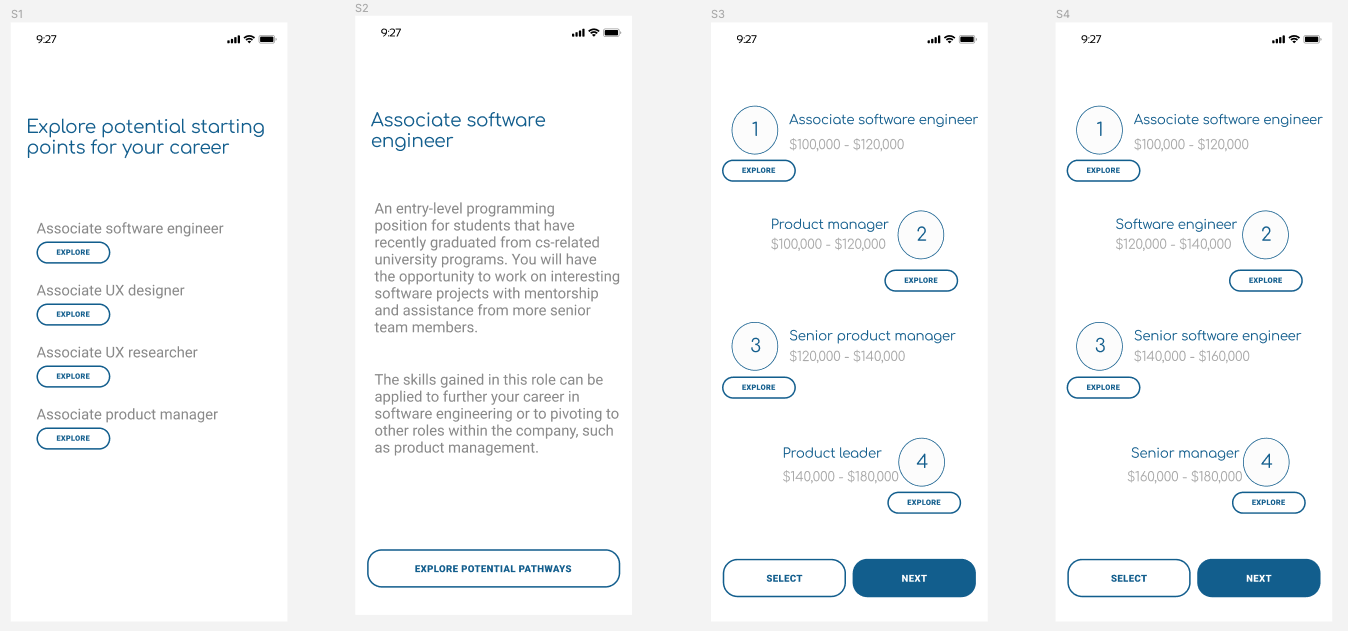 S1
9:27
Explore potential starting
points for your career
Associate software engineer
EXPLORE
Associate UX designer
EXPLORE
Associate UX researcher
EXPLORE
Associate product manager
EXPLORE
S2
9:27
Associate software
engineer
An entry-level programming
position for students that have
recently graduated from cs-related
university programs. You will have
the opportunity to work on interesting
software projects with mentorship
and assistance from more senior
team members.
The skills gained in this role can be
applied to further your career in
software engineering or to pivoting to
other roles within the company, such
as product management.
EXPLORE POTENTIAL PATHWAYS
S3
9:27
1
Associate software engineer
$100,000 - $120,000
EXPLORE
Product manager
$100,000 - $120,000
2
EXPLORE
3
Senior product manager
$120,000 - $140,000
EXPLORE
Product leader
$140,000 - $180,000
4
EXPLORE
SELECT
NEXT
S4
9:27
1
Associate software engineer
$100,000 - $120,000
EXPLORE
Software engineer
$120,000 - $140,000
2
EXPLORE
3
Senior software engineer
$140,000 - $160,000
EXPLORE
Senior manager
$160,000 - $180,000
4
EXPLORE
SELECT
NEXT